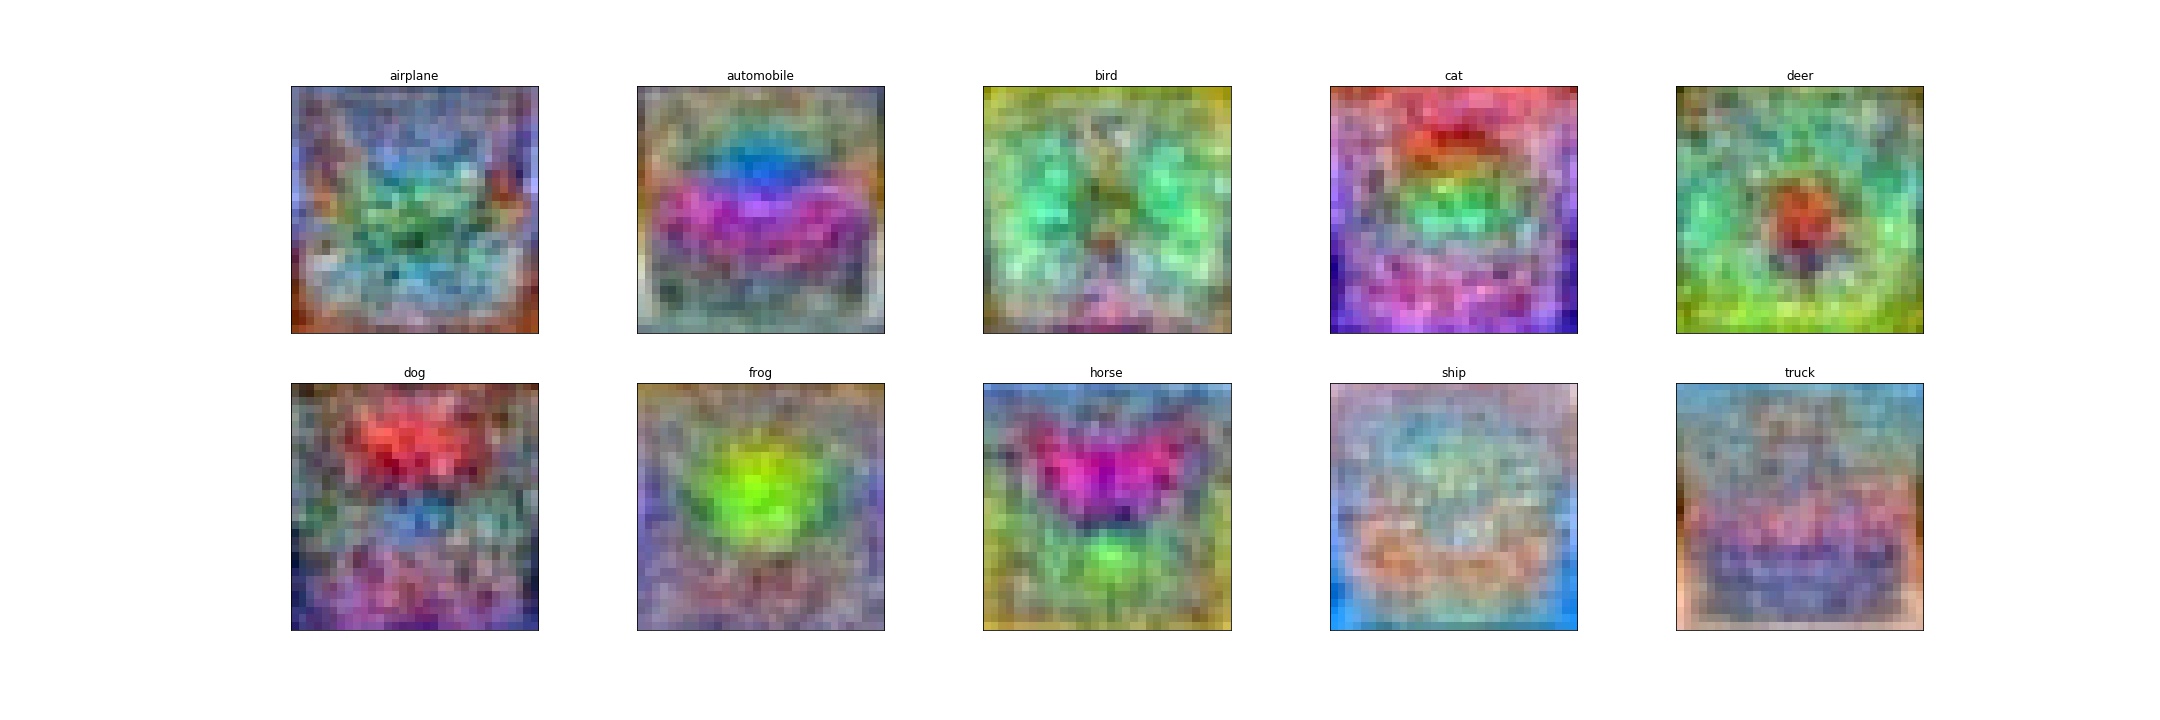 airplane
automobile
bird
cat
deer
dog
frog
horse
ship
truck